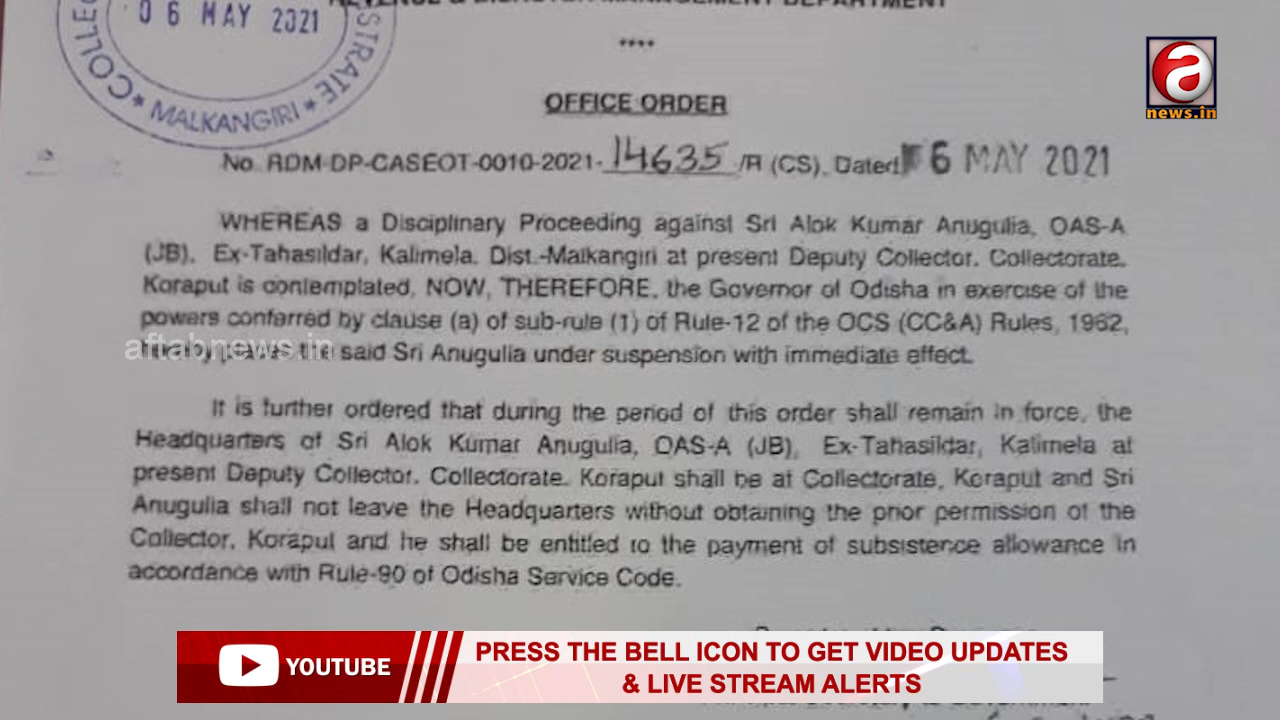 REVENUE & DISASTER MANAGEMENT DEPARTMENT
****
06 MAY 2021
MALKANGIRI
OFFICE ORDER
No. RDM-DP-CASEOT-0010-2021-14635/R (CS), Dated 6 MAY 2021
WHEREAS a Disciplinary Proceeding against Sri Alok Kumar Anugulia, OAS-A
(JB), Ex-Tahasildar, Kalimela, Dist.-Malkangiri at present Deputy Collector, Collectorate,
Koraput is contemplated, NOW, THEREFORE, the Governor of Odisha in exercise of the
powers conferred by clause (a) of sub-rule (1) of Rule-12 of the OCS (CC&A) Rules, 1962,
the said Sri Anugulia under suspension with immediate effect.
It is further ordered that during the period of this order shall remain in force, the
Headquarters of Sri Alok Kumar Anugulia, OAS-A (JB), Ex-Tahasildar, Kalimela at
present Deputy Collector, Collectorate, Koraput shall be at Collectorate, Koraput and Sri
Anugulia shall not leave the Headquarters without obtaining the prior permission of the
Collector, Koraput and he shall be entitled to the payment of subsistence allowance in
accordance with Rule-90 of Odisha Service Code.
a
news.in
aftabnews.in
YOUTUBE
PRESS THE BELL ICON TO GET VIDEO UPDATES
& LIVE STREAM ALERTS